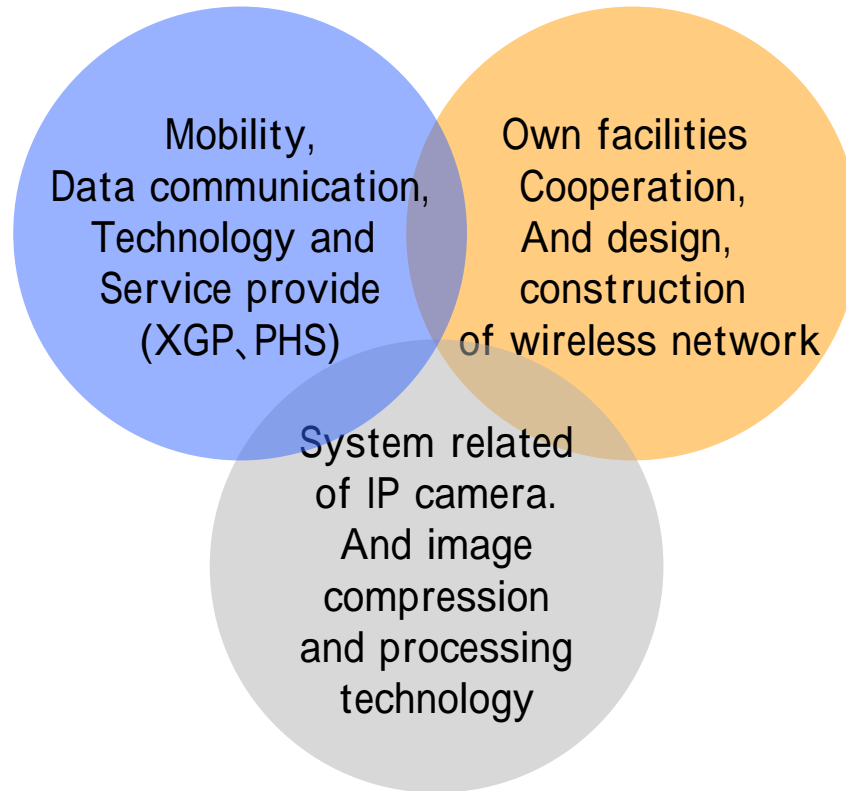 Mobility,
Data communication,
Technology and
Service provide
(XGP、PHS)
Own facilities
Cooperation,
And design,
construction
of wireless network
System related
of IP camera.
And image
compression
and processing
technology